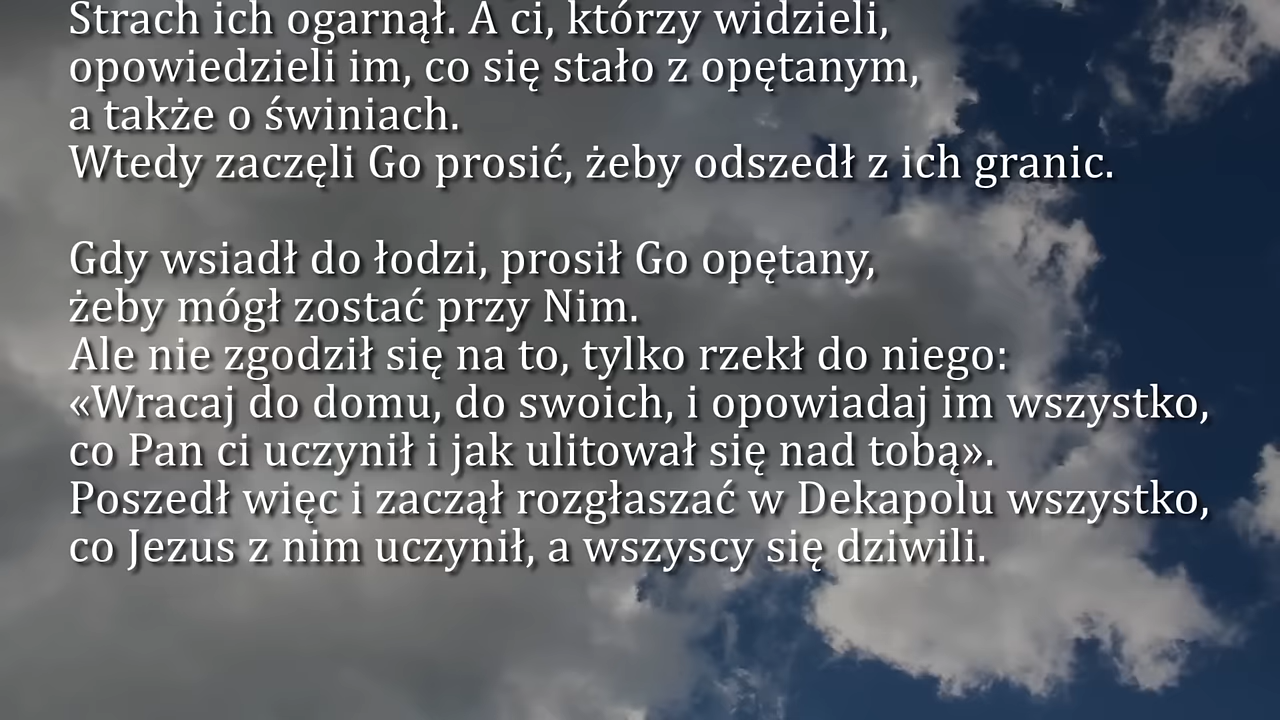 Strach ich ogarnął. A ci, którzy widzieli,
opowiedzieli im, co się stało z opętanym,
a także o świniach.
Wtedy zaczęli Go prosić, żeby odszedł z ich granic.
Gdy wsiadł do łodzi, prosił Go opętany,
żeby mógł zostać przy Nim.
Ale nie zgodził się na to, tylko rzekł do niego:
«Wracaj do domu, do swoich, i opowiadaj im wszystko,
co Pan ci uczynił i jak ulitował się nad tobą».
Poszedł więc i zaczął rozgłaszać w Dekapolu wszystko,
co Jezus z nim uczynił, a wszyscy się dziwili.